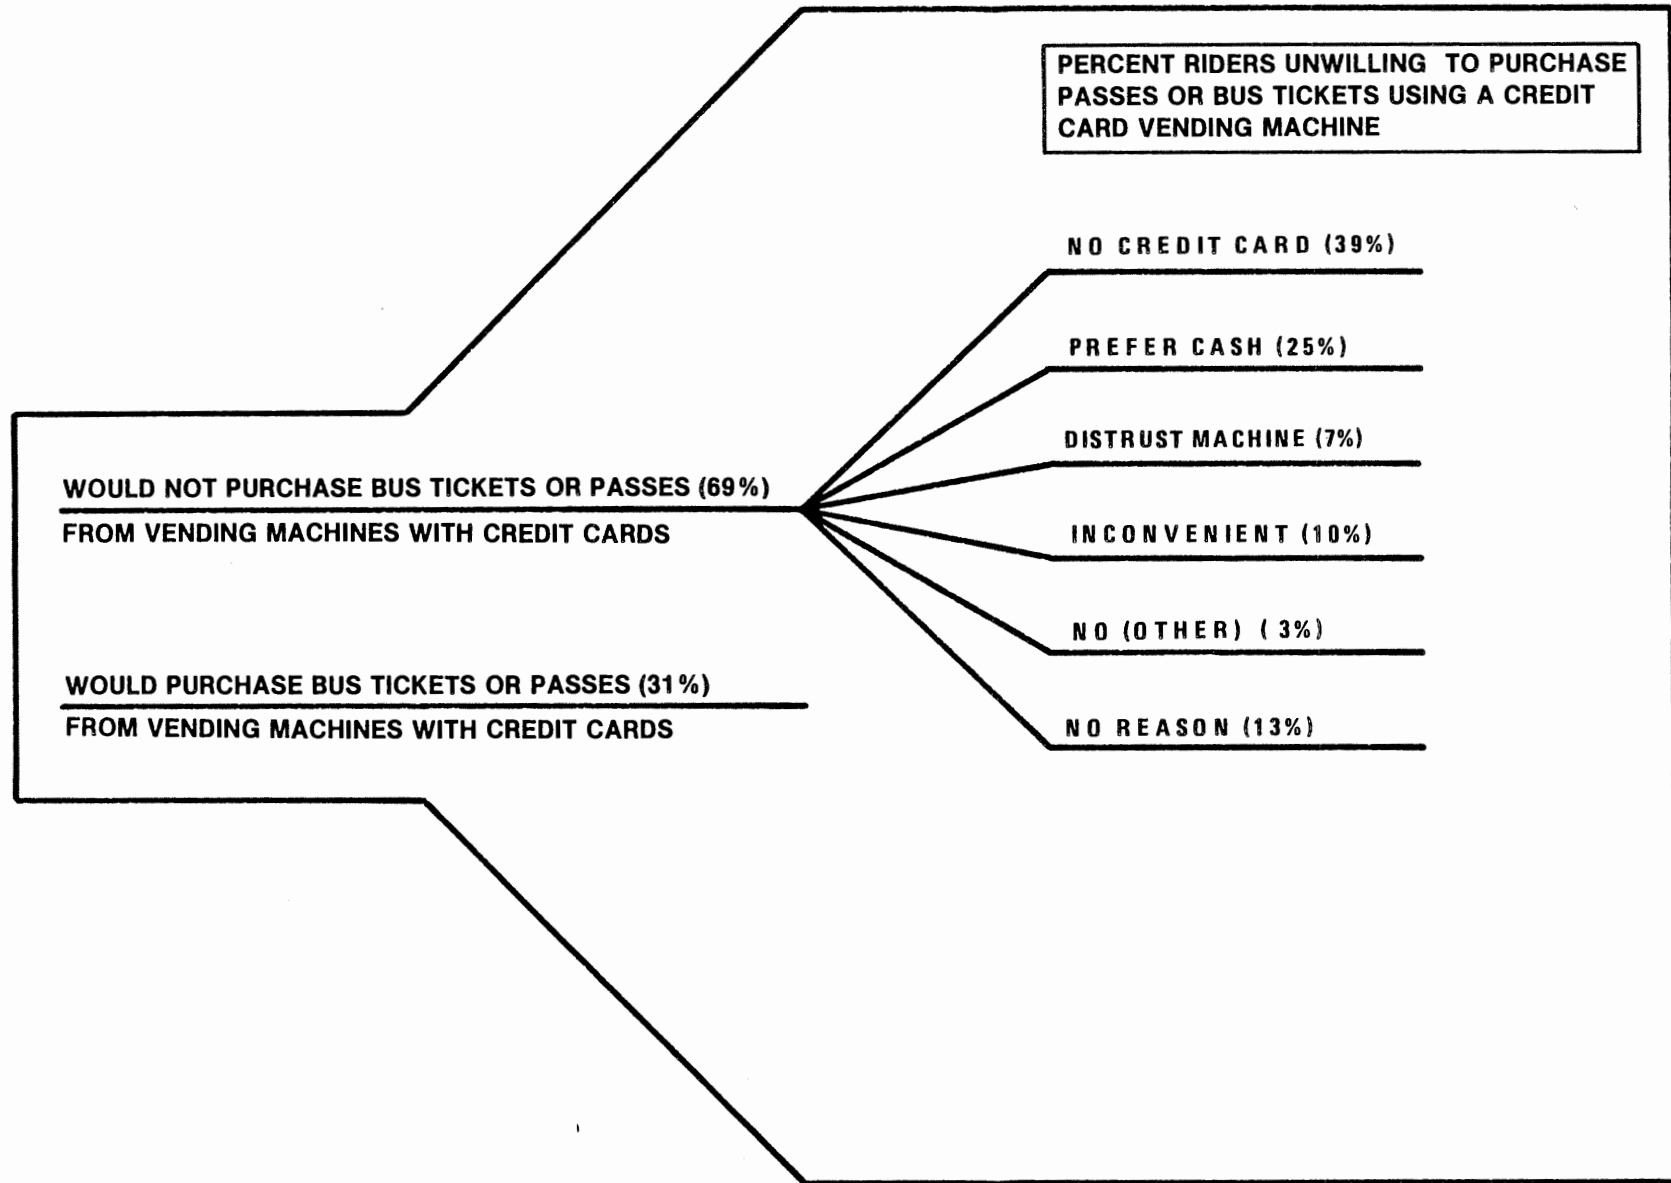 PERCENT RIDERS UNWILLING TO PURCHASE
PASSES OR BUS TICKETS USING A CREDIT
CARD VENDING MACHINE
NO CREDIT CARD (39%)
PREFER CASH (25%)
DISTRUST MACHINE (7%)
WOULD NOT PURCHASE BUS TICKETS OR PASSES (69%)
FROM VENDING MACHINES WITH CREDIT CARDS
INCONVENIENT (10%)
NO (OTHER) ( 3%)
WOULD PURCHASE BUS TICKETS OR PASSES (31%)
FROM VENDING MACHINES WITH CREDIT CARDS
NO REASON (13%)